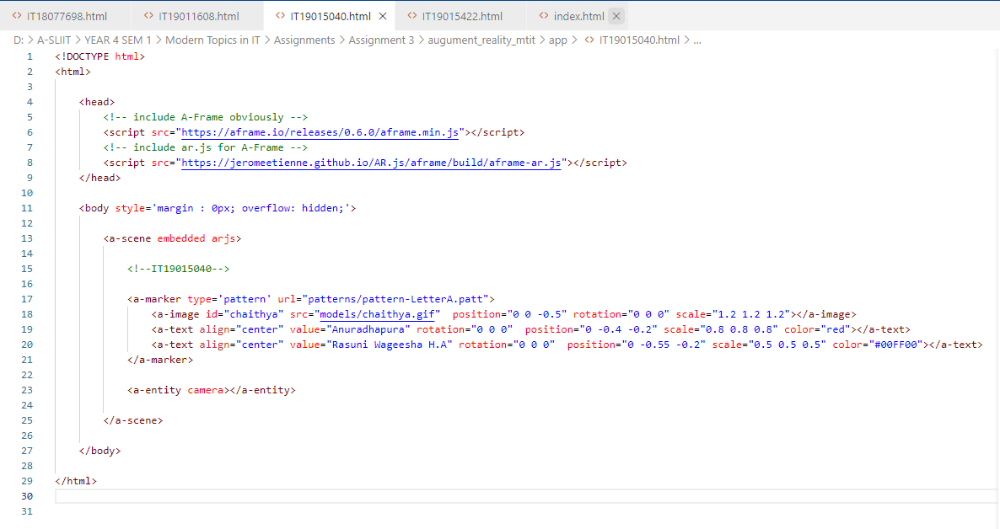 <> IT18077698.html <> IT19011608.html <> IT19015040.html × <> IT19015422.html <> index.html ×
D: > A-SLIIT > YEAR 4 SEM 1 > Modern Topics in IT > Assignments > Assignment 3 > augument_reality_mtit > app > <> IT19015040.html > ...
1 <!DOCTYPE html>
2 <html>
3
4 <head>
5 <!-- include A-Frame obviously -->
6 <script src="https://aframe.io/releases/0.6.0/aframe.min.js"></script>
7 <!-- include ar.js for A-Frame -->
8 <script src="https://jeromeetienne.github.io/AR.js/aframe/build/aframe-ar.js"></script>
9 </head>
10
11 <body style='margin : 0px; overflow: hidden;'>
12
13 <a-scene embedded arjs>
14
15 <!--IT19015040-->
16
17 <a-marker type='pattern' url="patterns/pattern-LetterA.patt">
18 <a-image id="chaithya" src="models/chaithya.gif"  position="0 0 -0.5" rotation="0 0 0" scale="1.2 1.2 1.2"></a-image>
19 <a-text align="center" value="Anuradhapura" rotation="0 0 0"  position="0 -0.4 -0.2" scale="0.8 0.8 0.8" color="red"></a-text>
20 <a-text align="center" value="Rasuni Wageesha H.A" rotation="0 0 0"  position="0 -0.55 -0.2" scale="0.5 0.5 0.5" color="#00FF00"></a-text>
21 </a-marker>
22
23 <a-entity camera></a-entity>
24
25 </a-scene>
26
27 </body>
28
29 </html>
30
31